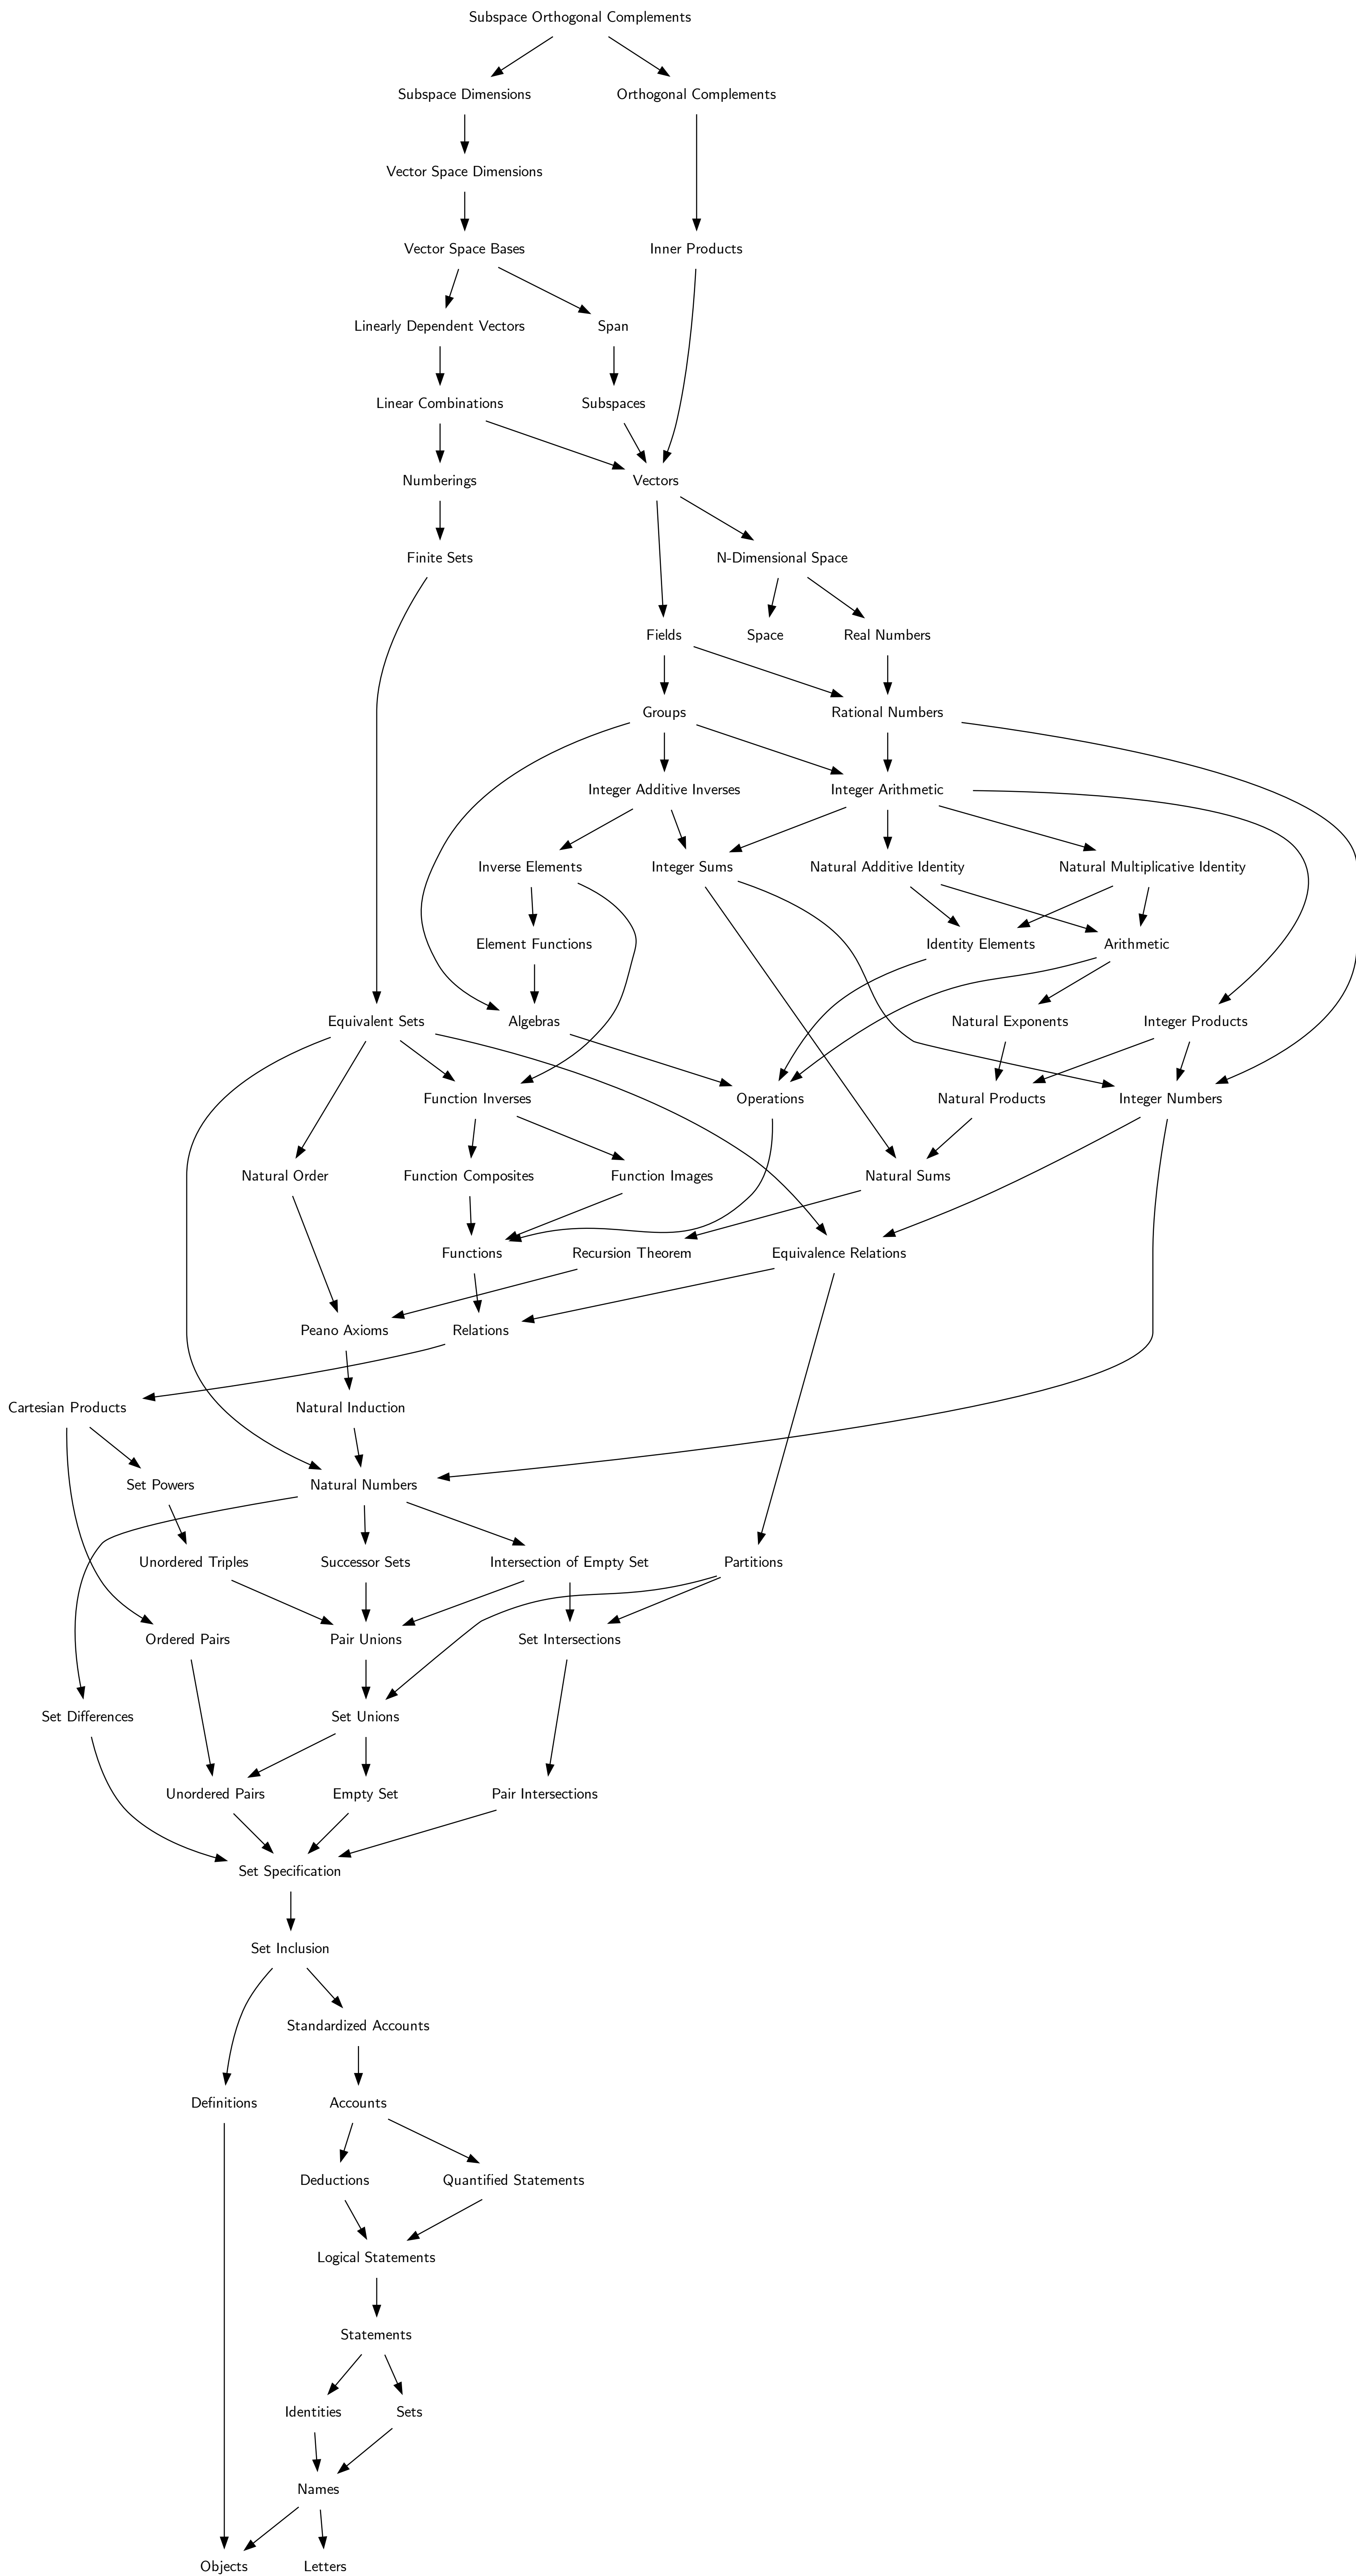 Subspace Orthogonal Complements
Subspace Dimensions
Orthogonal Complements
Vector Space Dimensions
Vector Space Bases
Inner Products
Linearly Dependent Vectors
Span
Linear Combinations
Subspaces
Numberings
Vectors
Finite Sets
N-Dimensional Space
Fields
Space
Real Numbers
Groups
Rational Numbers
Integer Additive Inverses
Integer Arithmetic
Inverse Elements
Integer Sums
Natural Additive Identity
Natural Multiplicative Identity
Element Functions
Identity Elements
Arithmetic
Equivalent Sets
Algebras
Natural Exponents
Integer Products
Function Inverses
Operations
Natural Products
Integer Numbers
Natural Order
Function Composites
Function Images
Natural Sums
Functions
Recursion Theorem
Equivalence Relations
Peano Axioms
Relations
Cartesian Products
Natural Induction
Set Powers
Natural Numbers
Unordered Triples
Successor Sets
Intersection of Empty Set
Partitions
Ordered Pairs
Pair Unions
Set Intersections
Set Differences
Set Unions
Unordered Pairs
Empty Set
Pair Intersections
Set Specification
Set Inclusion
Standardized Accounts
Definitions
Accounts
Deductions
Quantified Statements
Logical Statements
Statements
Identities
Sets
Names
Objects
Letters